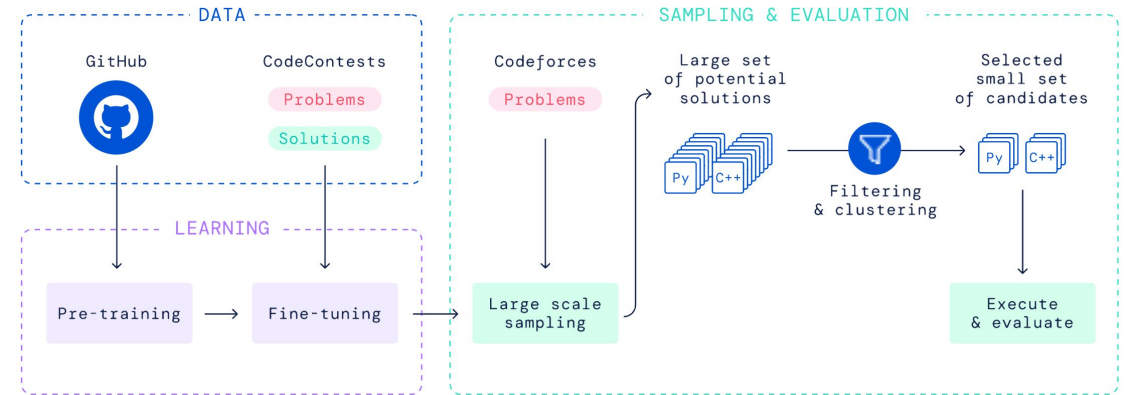 DATA
GitHub
CodeContests
Problems
Solutions
LEARNING
Pre-training
Fine-tuning
SAMPLING & EVALUATION
Codeforces
Problems
Large scale
sampling
Large set
of potential
solutions
Py
C++
Filtering
& clustering
Selected
small set
of candidates
Py
C++
Execute
& evaluate